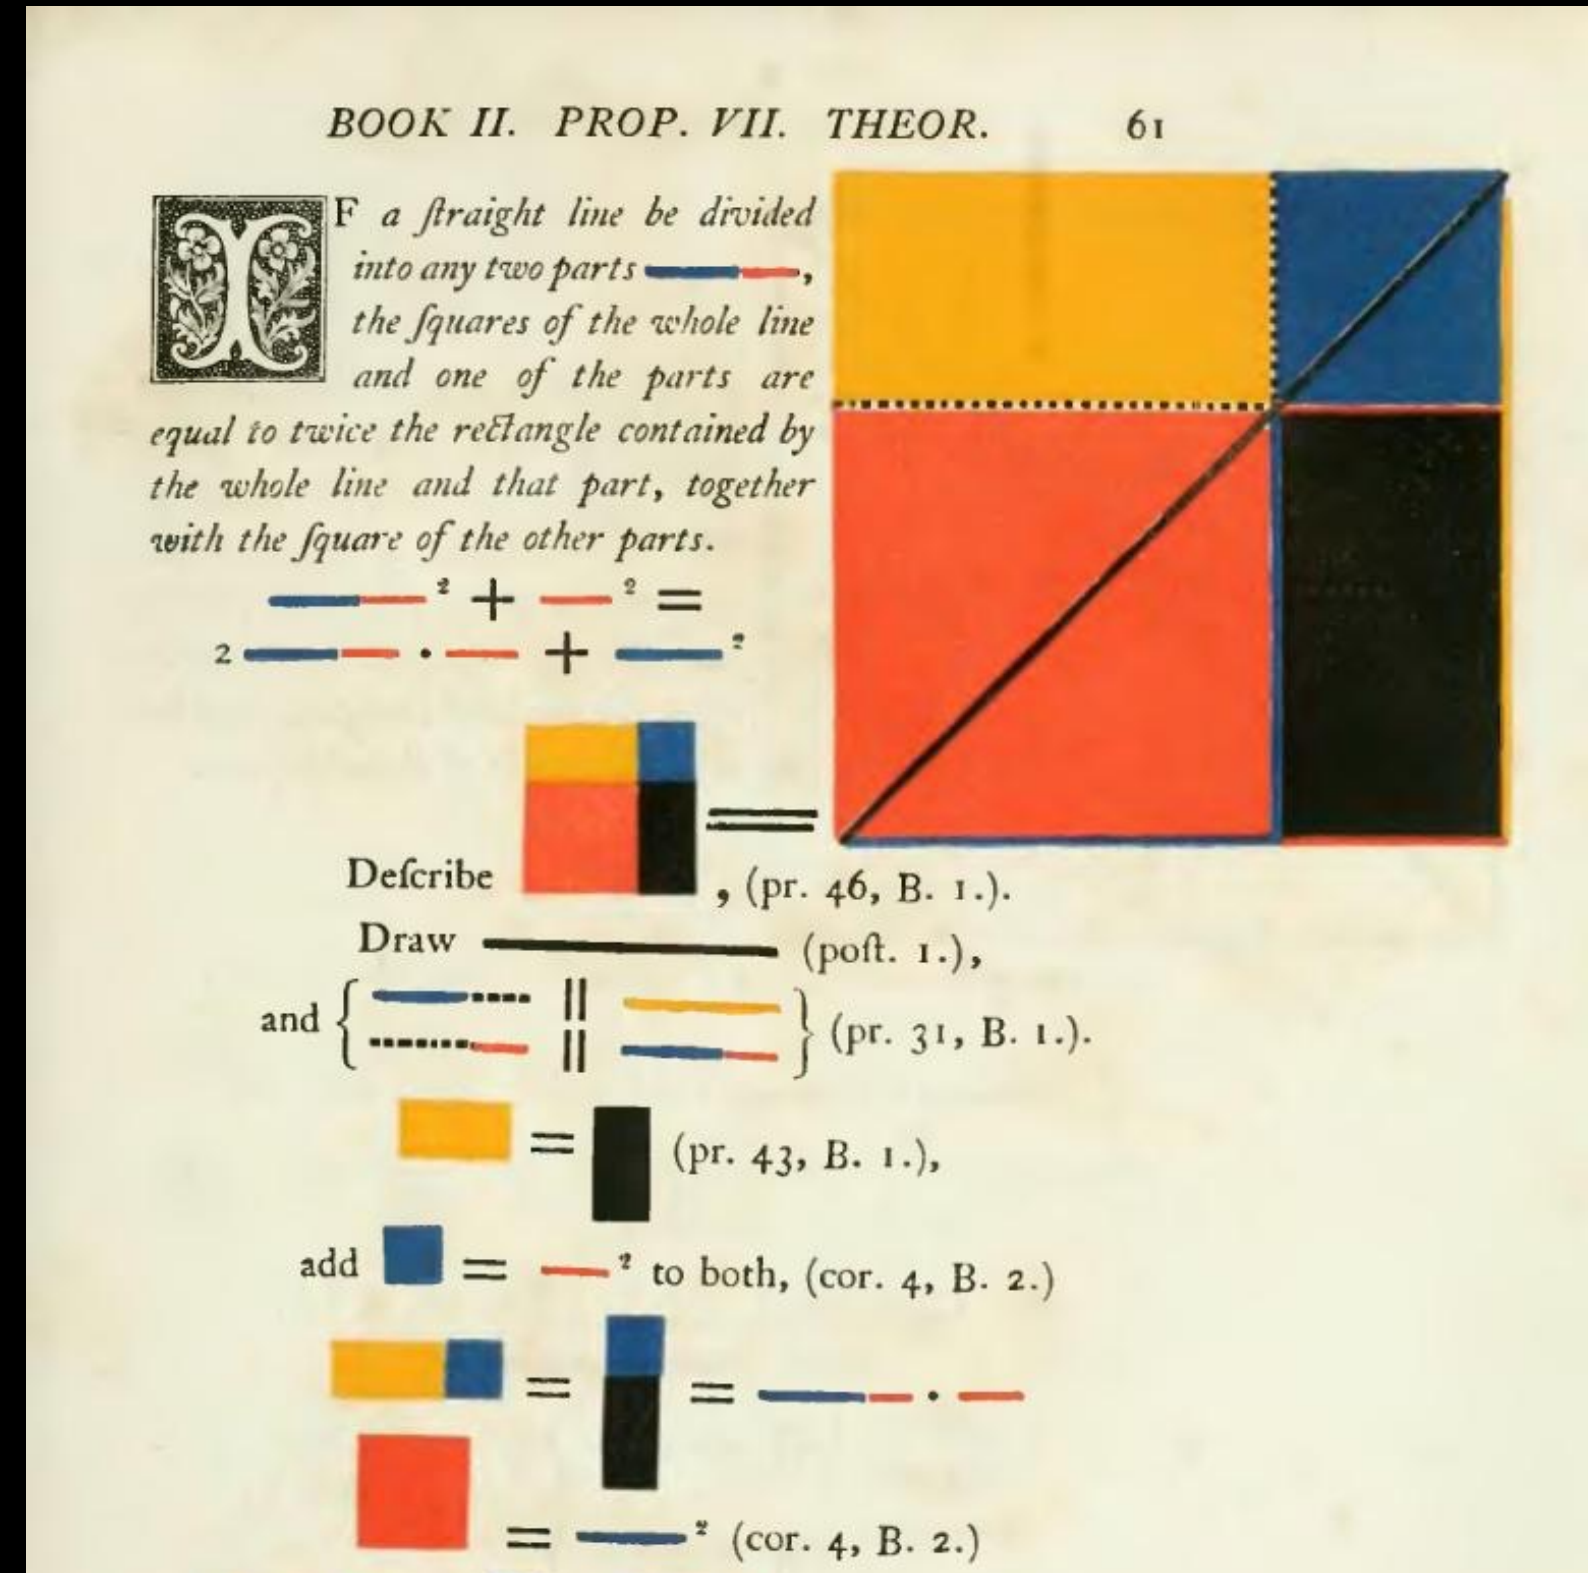 BOOK II. PROP. VII. THEOR. 61
IF a ſtraight line be divided
into any two parts ,
the ſquares of the whole line
and one of the parts are
equal to twice the rectangle contained by
the whole line and that part, together
with the ſquare of the other parts.
² + ² =
2 · + ²
=
Deſcribe , (pr. 46, B. 1.).
Draw (poſt. 1.),
and { || 
|| } (pr. 31, B. 1.).
= (pr. 43, B. 1.),
add = ² to both, (cor. 4, B. 2.)
= = ·
= ² (cor. 4, B. 2.)